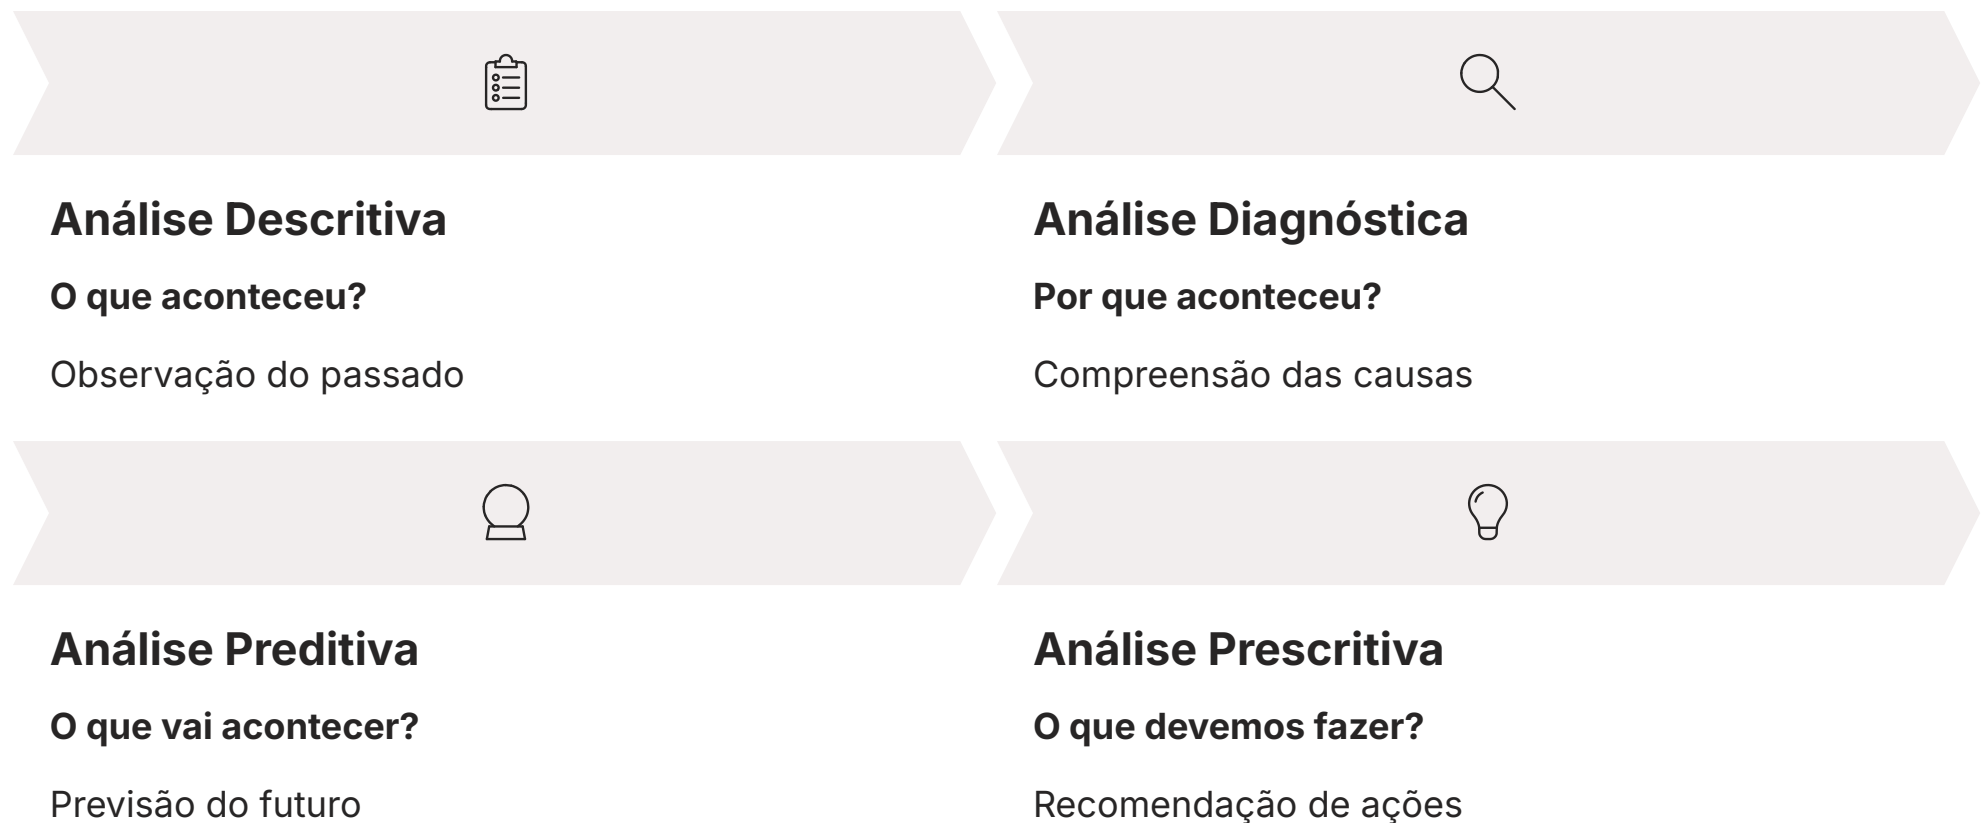 Análise Descritiva
O que aconteceu?
Observação do passado
Análise Diagnóstica
Por que aconteceu?
Compreensão das causas
Análise Preditiva
O que vai acontecer?
Previsão do futuro
Análise Prescritiva
O que devemos fazer?
Recomendação de ações